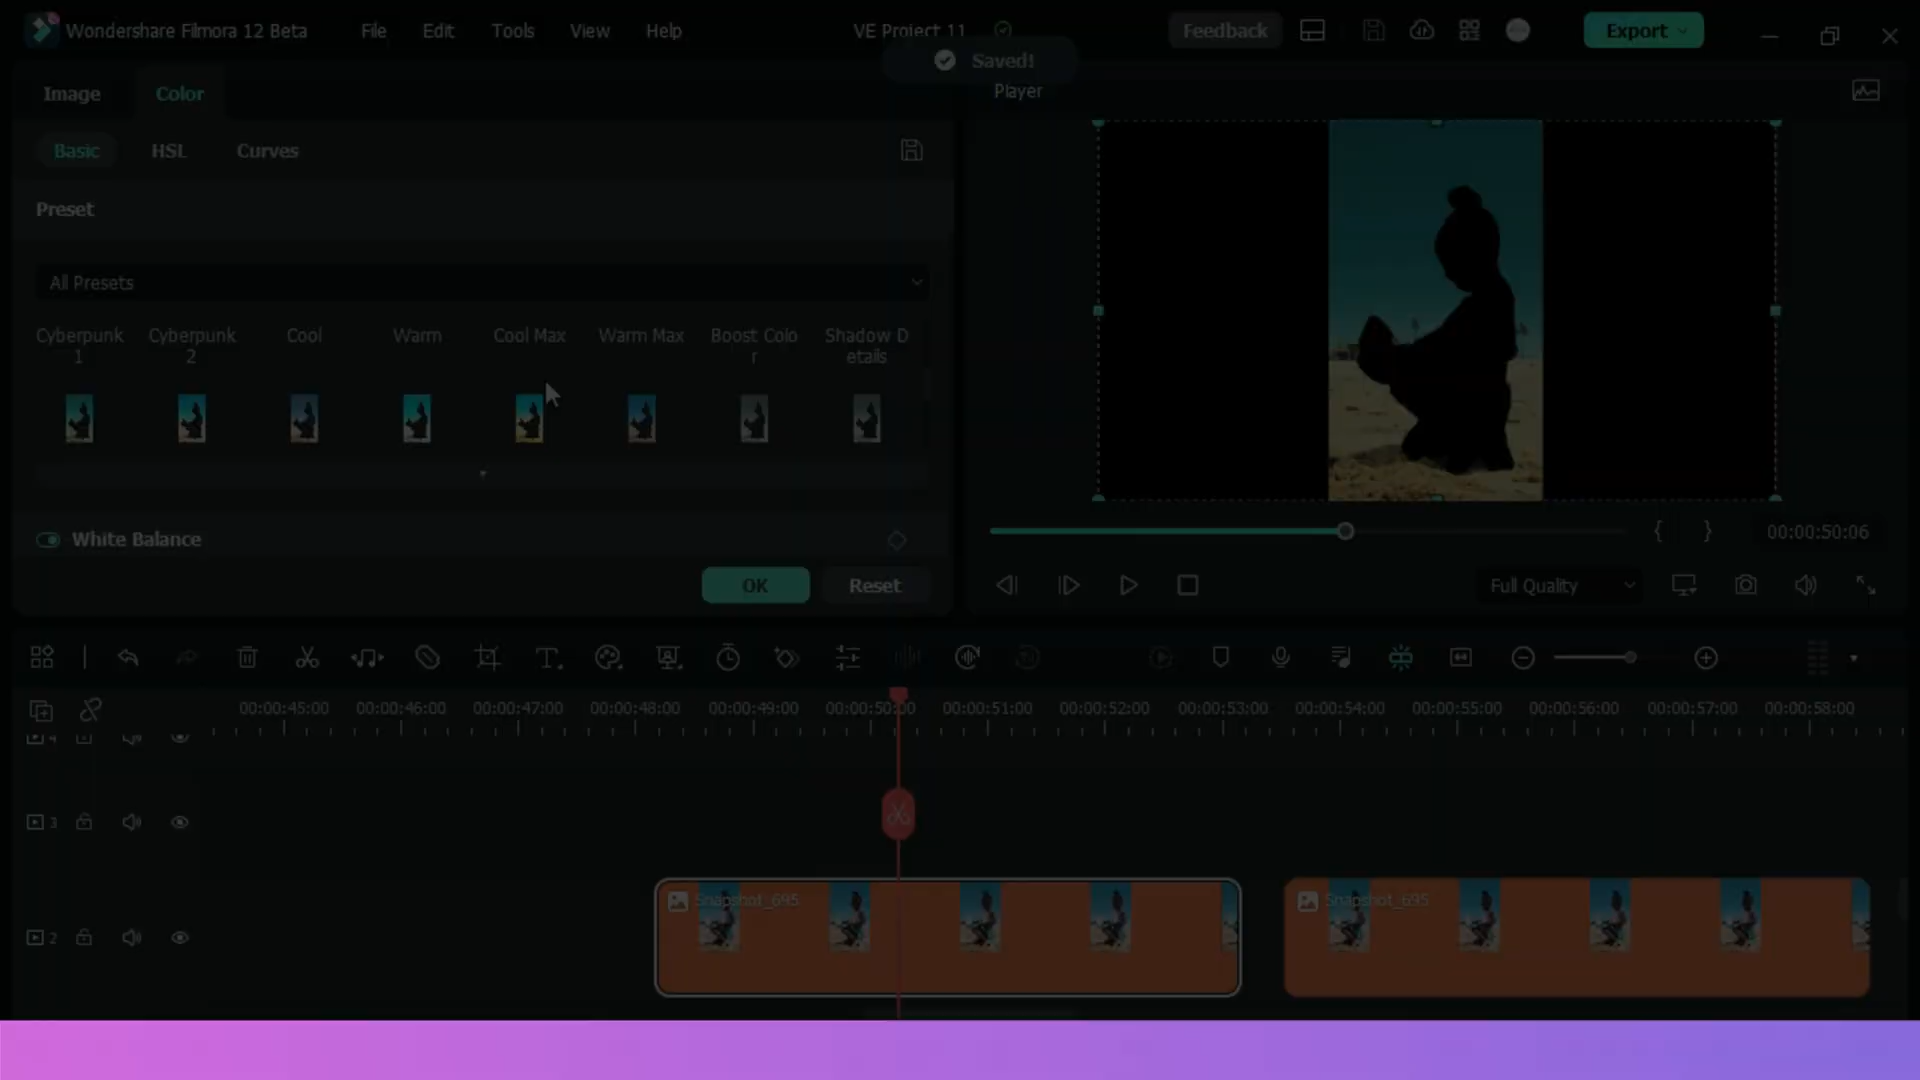 Wondershare Filmora 12 Beta File Edit Tools View Help VE Project 11 Feedback Export
Saved!
Image Color Player
Basic HSL Curves
Preset
All Presets
Cyberpunk 1
Cyberpunk 2
Cool
Warm
Cool Max
Warm Max
Boost Colo
r
Shadow D
etails
White Balance
{ } 00:00:50:06
OK Reset Full Quality
00:00:45:00 00:00:46:00 00:00:47:00 00:00:48:00 00:00:49:00 00:00:50:00 00:00:51:00 00:00:52:00 00:00:53:00 00:00:54:00 00:00:55:00 00:00:56:00 00:00:57:00 00:00:58:00
4
3
Snapshot_695 Snapshot_695
2